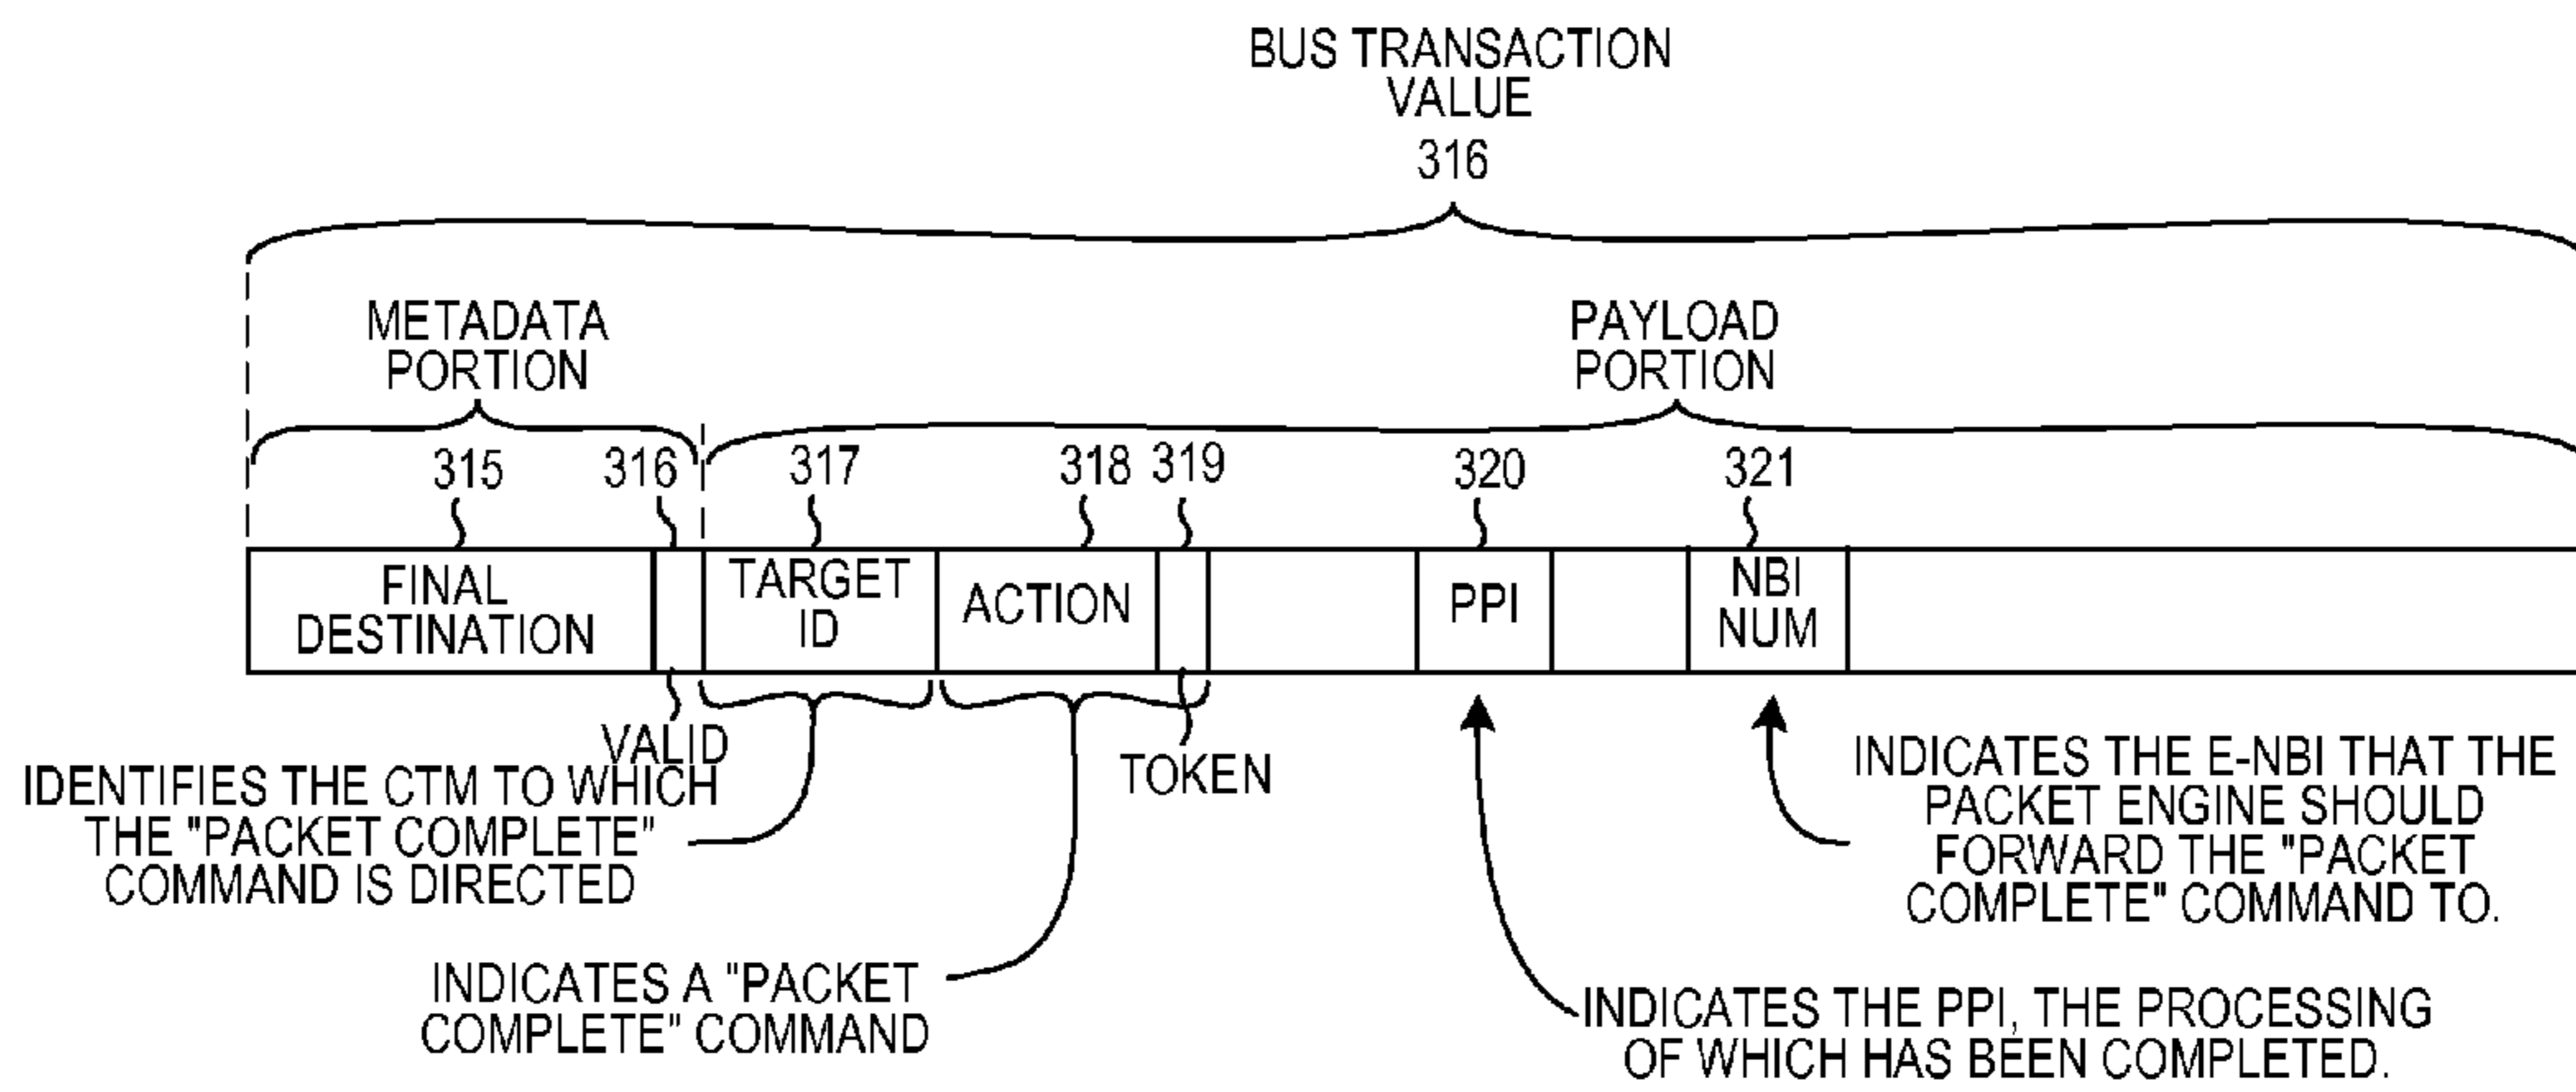 BUS TRANSACTION
VALUE
316
METADATA
PORTION
PAYLOAD
PORTION
315
316
317
318
319
320
321
FINAL
DESTINATION
TARGET
ID
ACTION
PPI
NBI
NUM
VALID
IDENTIFIES THE CTM TO WHICH
THE "PACKET COMPLETE"
COMMAND IS DIRECTED
TOKEN
INDICATES THE E-NBI THAT THE
PACKET ENGINE SHOULD
FORWARD THE "PACKET
COMPLETE" COMMAND TO.
INDICATES A "PACKET
COMPLETE" COMMAND
INDICATES THE PPI, THE PROCESSING
OF WHICH HAS BEEN COMPLETED.